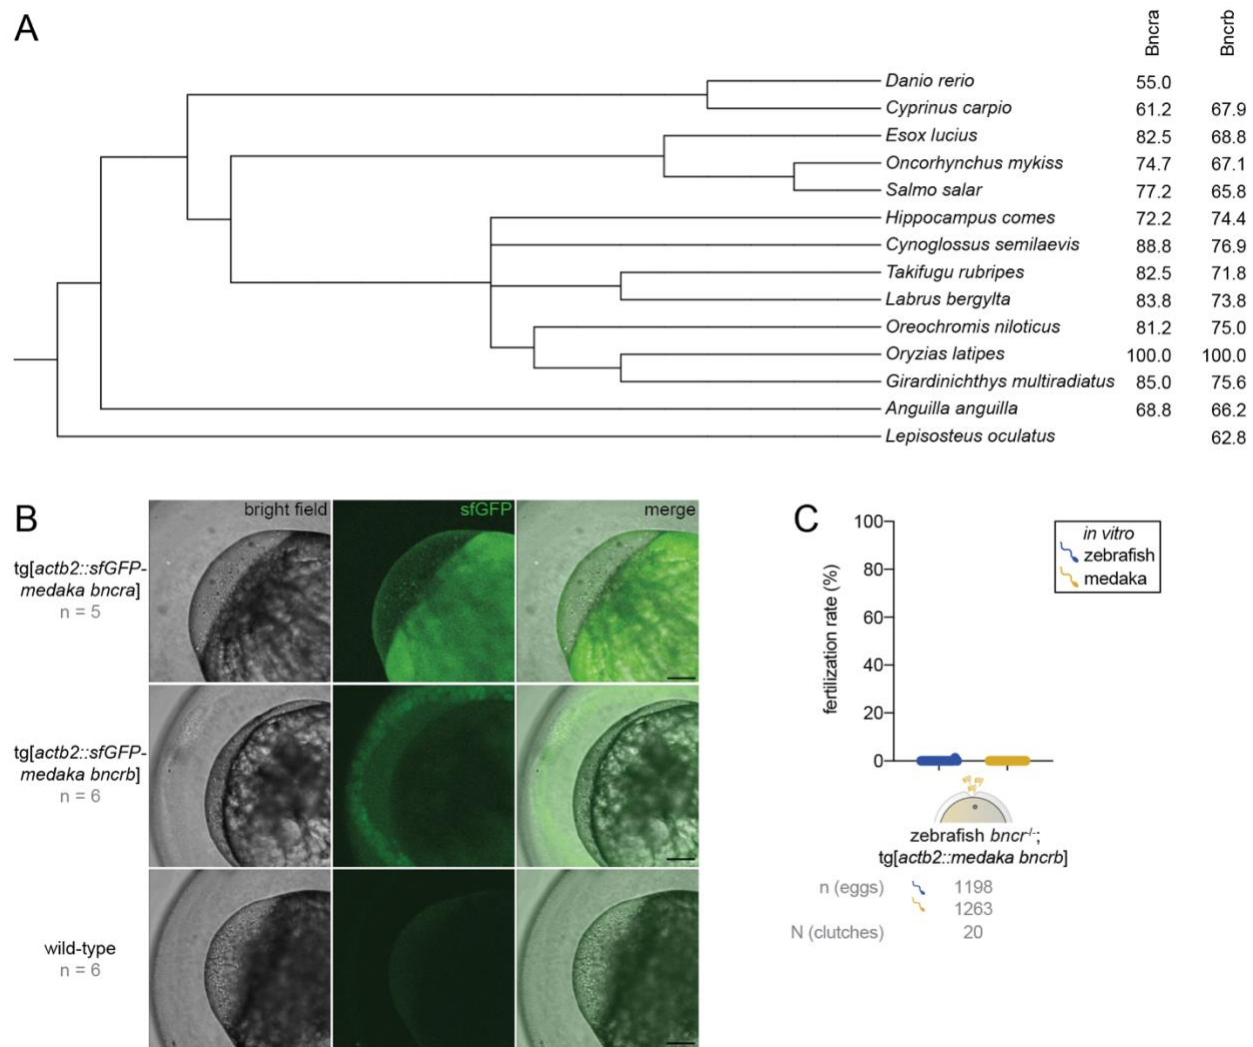 A
Bncra Bncrb
Danio rerio 55.0
Cyprinus carpio 61.2 67.9
Esox lucius 82.5 68.8
Oncorhynchus mykiss 74.7 67.1
Salmo salar 77.2 65.8
Hippocampus comes 72.2 74.4
Cynoglossus semilaevis 88.8 76.9
Takifugu rubripes 82.5 71.8
Labrus bergylta 83.8 73.8
Oreochromis niloticus 81.2 75.0
Oryzias latipes 100.0 100.0
Girardinichthys multiradiatus 85.0 75.6
Anguilla anguilla 68.8 66.2
Lepisosteus oculatus 62.8
B
bright field sfGFP merge
tg[actb2::sfGFP-
medaka bncra]
n = 5
tg[actb2::sfGFP-
medaka bncrb]
n = 6
wild-type
n = 6
C
fertilization rate (%)
100
80
60
40
20
0
in vitro
zebrafish
medaka
zebrafish bncr-/-;
tg[actb2::medaka bncrb]
n (eggs) 1198
1263
N (clutches) 20